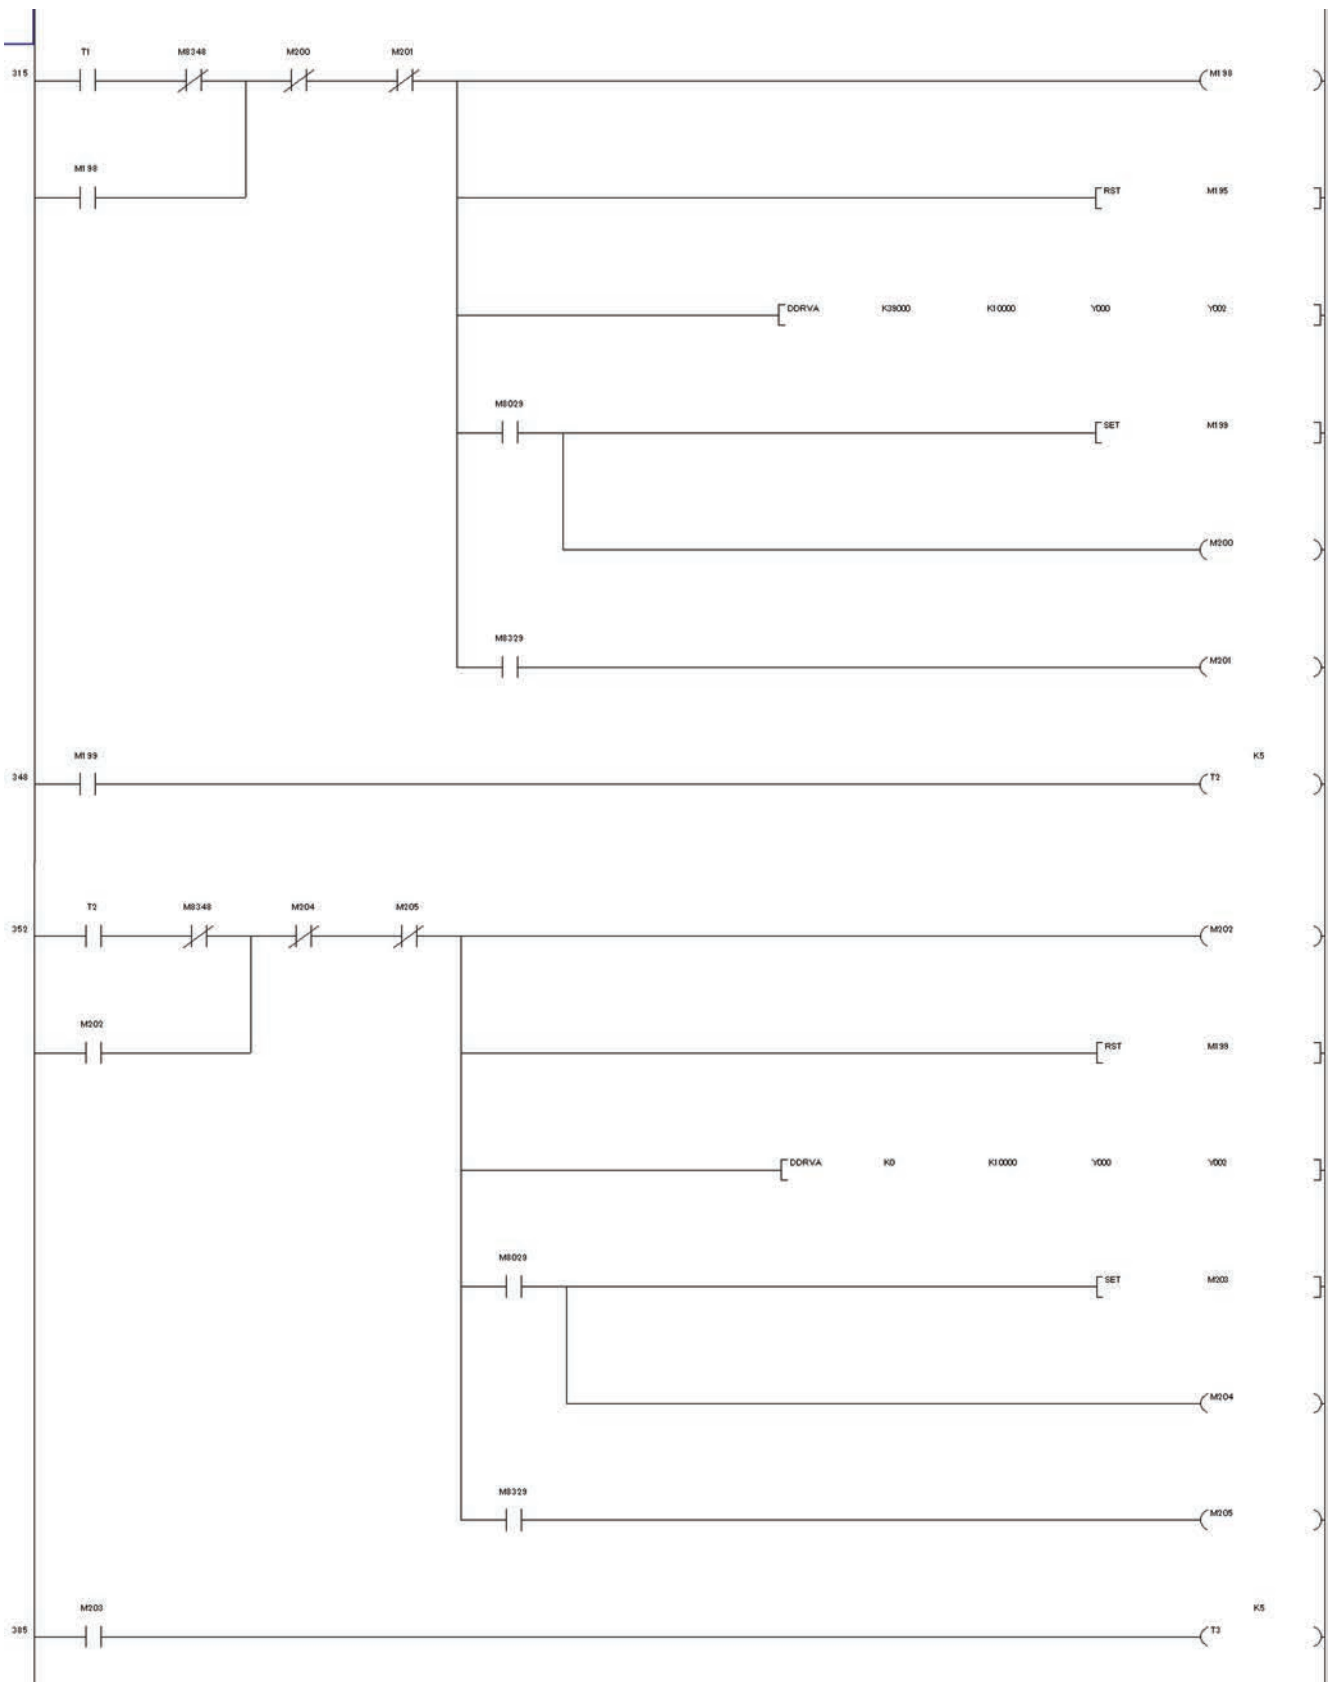 T1 M8348 M200 M201
315 M198
M198
RST M195
DDRVA K39000 K10000 Y000 Y002
M8029
SET M199
M200
M8329
M201
M199 K5
348 T2
T2 M8348 M204 M205
352 M202
M202
RST M199
DDRVA K0 K10000 Y000 Y002
M8029
SET M203
M204
M8329
M205
M203 K5
385 T3